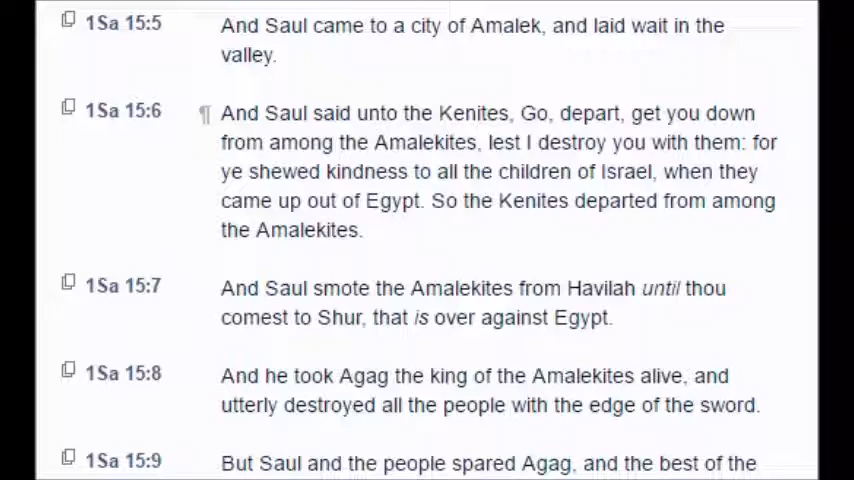 1Sa 15:5 And Saul came to a city of Amalek, and laid wait in the
valley.
1Sa 15:6 ¶ And Saul said unto the Kenites, Go, depart, get you down
from among the Amalekites, lest I destroy you with them: for
ye shewed kindness to all the children of Israel, when they
came up out of Egypt. So the Kenites departed from among
the Amalekites.
1Sa 15:7 And Saul smote the Amalekites from Havilah until thou
comest to Shur, that is over against Egypt.
1Sa 15:8 And he took Agag the king of the Amalekites alive, and
utterly destroyed all the people with the edge of the sword.
1Sa 15:9 But Saul and the people spared Agag, and the best of the